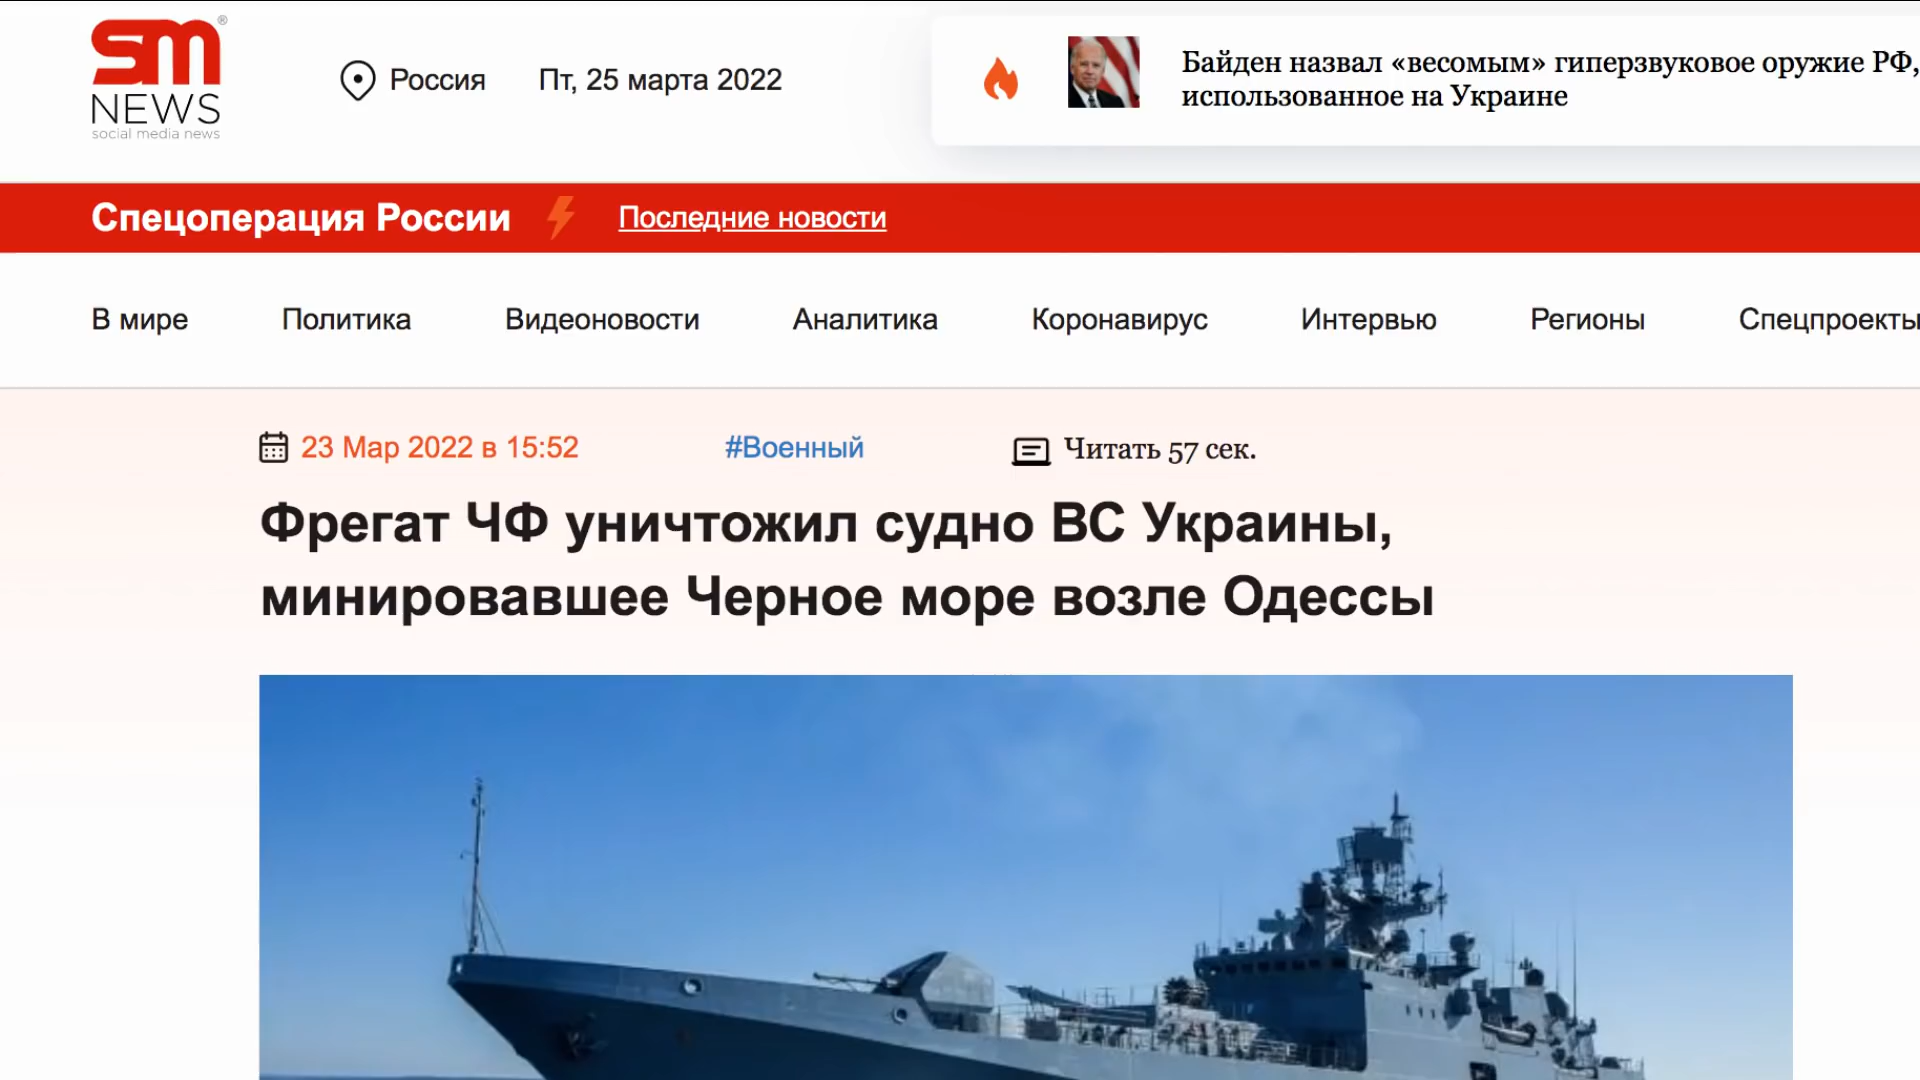 sm®
NEWS
social media news
Россия
Пт, 25 марта 2022
Байден назвал «весомым» гиперзвуковое оружие РФ,
использованное на Украине
Спецоперация России
Последние новости
В мире
Политика
Видеоновости
Аналитика
Коронавирус
Интервью
Регионы
Спецпроекты
23 Мар 2022 в 15:52
#Военный
Читать 57 сек.
Фрегат ЧФ уничтожил судно ВС Украины,
минировавшее Черное море возле Одессы